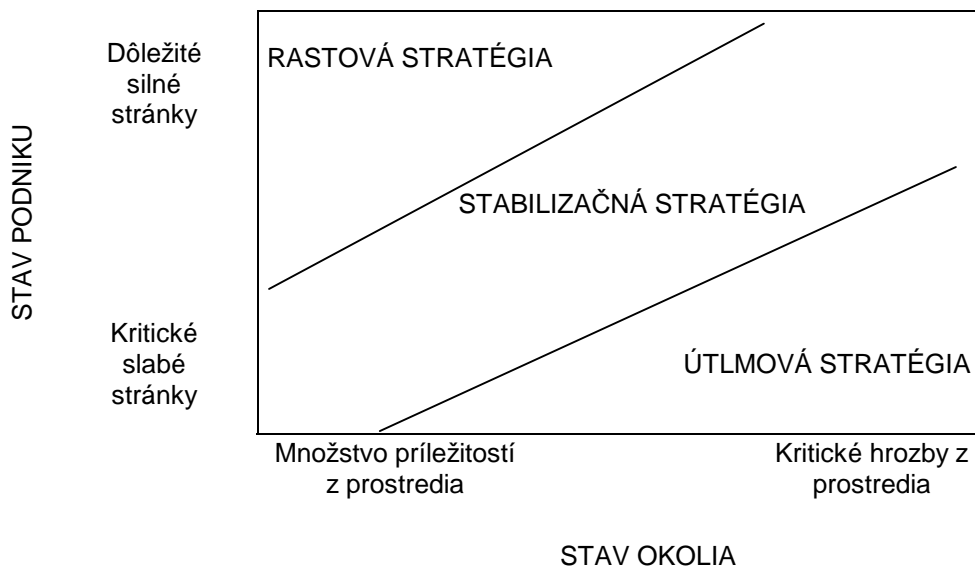 Dôležité
silné
stránky
RASTOVÁ STRATÉGIA
STAV PODNIKU
STABILIZAČNÁ STRATÉGIA
Kritické
slabé
stránky
ÚTLMOVÁ STRATÉGIA
Množstvo príležitostí
z prostredia
Kritické hrozby z
prostredia
STAV OKOLIA